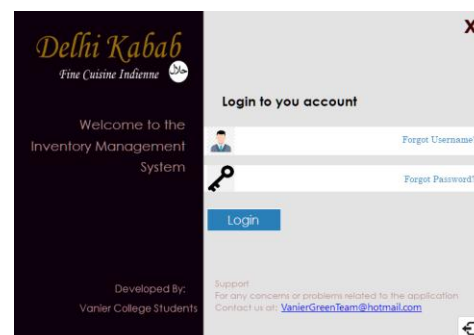 Delhi Kabab
Fine Cuisine Indienne حلال
Welcome to the
Inventory Management
System
Developed By:
Vanier College Students
X
Login to you account
Forgot Username?
Forgot Password?
Login
Support
For any concerns or problems related to the application
Contact us at: VanierGreenTeam@hotmail.com